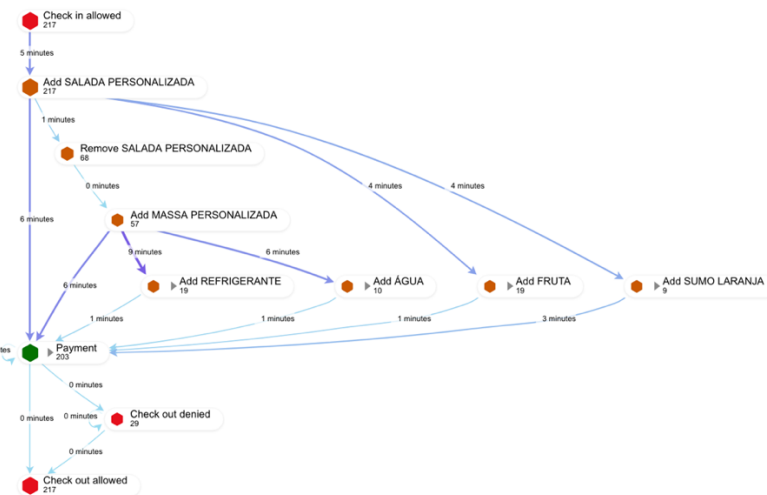 Check in allowed
217
5 minutes
Add SALADA PERSONALIZADA
217
1 minutes
Remove SALADA PERSONALIZADA
68
0 minutes
4 minutes
4 minutes
Add MASSA PERSONALIZADA
57
6 minutes
9 minutes
6 minutes
6 minutes
Add REFRIGERANTE
19
Add ÁGUA
10
Add FRUTA
19
Add SUMO LARANJA
9
1 minutes
1 minutes
1 minutes
3 minutes
Payment
203
0 minutes
0 minutes
0 minutes
Check out denied
29
0 minutes
Check out allowed
217